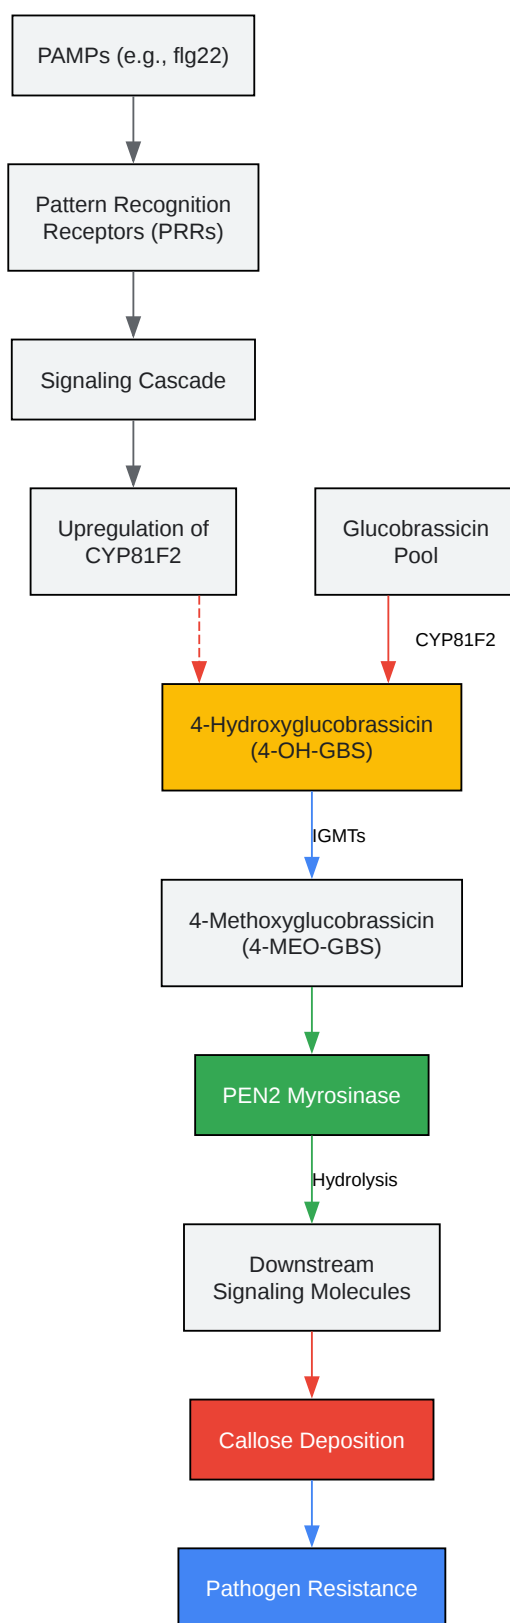 PAMPs (e.g., flg22)
Pattern Recognition
Receptors (PRRs)
Signaling Cascade
Upregulation of
CYP81F2
Glucobrassicin
Pool
CYP81F2
4-Hydroxyglucobrassicin
(4-OH-GBS)
IGMTs
4-Methoxyglucobrassicin
(4-MEO-GBS)
PEN2 Myrosinase
Hydrolysis
Downstream
Signaling Molecules
Callose Deposition
Pathogen Resistance